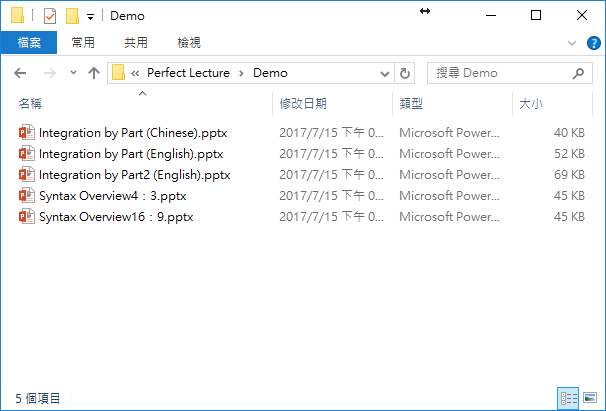 Demo
檔案 常用 共用 檢視
« Perfect Lecture › Demo 搜尋 Demo
名稱 修改日期 類型 大小
Integration by Part (Chinese).pptx 2017/7/15 下午 0... Microsoft Power... 40 KB
Integration by Part (English).pptx 2017/7/15 下午 0... Microsoft Power... 52 KB
Integration by Part2 (English).pptx 2017/7/15 下午 0... Microsoft Power... 69 KB
Syntax Overview4：3.pptx 2017/7/15 下午 0... Microsoft Power... 45 KB
Syntax Overview16：9.pptx 2017/7/15 下午 0... Microsoft Power... 45 KB
5 個項目